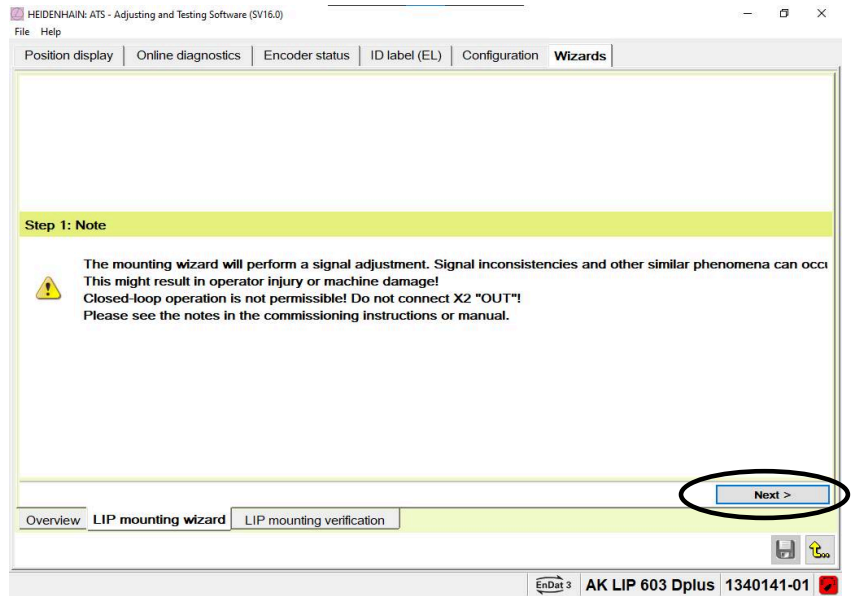 HEIDENHAIN: ATS - Adjusting and Testing Software (SV16.0)
File Help
Position display Online diagnostics Encoder status ID label (EL) Configuration Wizards
Step 1: Note
The mounting wizard will perform a signal adjustment. Signal inconsistencies and other similar phenomena can occu
This might result in operator injury or machine damage!
Closed-loop operation is not permissible! Do not connect X2 "OUT"!
Please see the notes in the commissioning instructions or manual.
Next >
Overview LIP mounting wizard LIP mounting verification
EnDat 3 AK LIP 603 Dplus 1340141-01